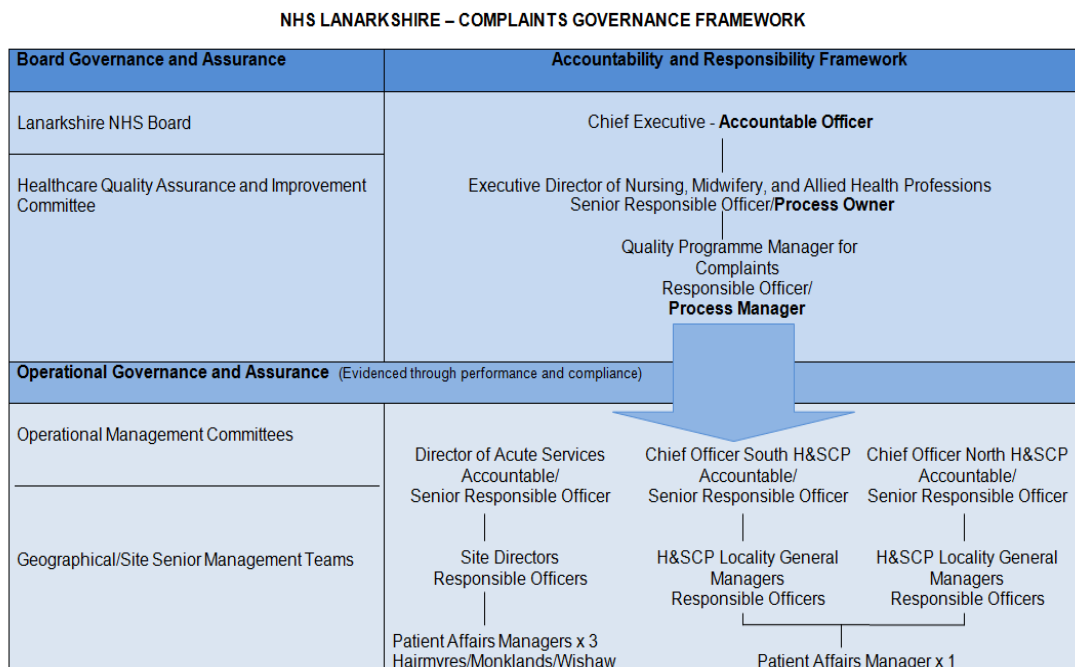 NHS LANARKSHIRE – COMPLAINTS GOVERNANCE FRAMEWORK
Board Governance and Assurance
Accountability and Responsibility Framework
Lanarkshire NHS Board
Chief Executive - Accountable Officer
Healthcare Quality Assurance and Improvement
Committee
Executive Director of Nursing, Midwifery, and Allied Health Professions
Senior Responsible Officer/Process Owner
Quality Programme Manager for
Complaints
Responsible Officer/
Process Manager
Operational Governance and Assurance (Evidenced through performance and compliance)
Operational Management Committees
Director of Acute Services
Accountable/
Senior Responsible Officer
Chief Officer South H&SCP
Accountable/
Senior Responsible Officer
Chief Officer North H&SCP
Accountable/
Senior Responsible Officer
Geographical/Site Senior Management Teams
Site Directors
Responsible Officers
H&SCP Locality General
Managers
Responsible Officers
H&SCP Locality General
Managers
Responsible Officers
Patient Affairs Managers x 3
Hairmyres/Monklands/Wishaw
Patient Affairs Manager x 1